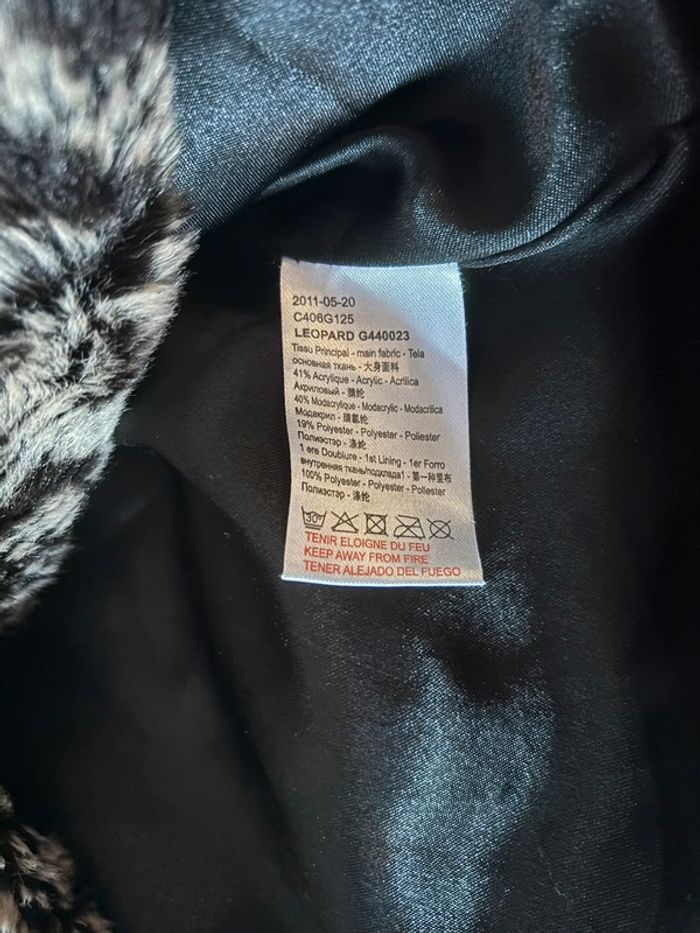 2011-05-20
C406G125
LEOPARD G440023
Tissu Principal - main fabric - Tela
основная ткань - 大身面料
41% Acrylique - Acrylic - Acrilica
Акриловый - 腈纶
40% Modacrylique - Modacrylic - Modacrilica
Модакрил - 腈氯纶
19% Polyester - Polyester - Poliester
Полиэстэр - 涤纶
1 ere Doublure - 1st Lining - 1er Forro
внутренняя ткань/подклада1 - 第一种里布
100% Polyester - Polyester - Poliester
Полиэстэр - 涤纶
30°
TENIR ELOIGNE DU FEU
KEEP AWAY FROM FIRE
TENER ALEJADO DEL FUEGO